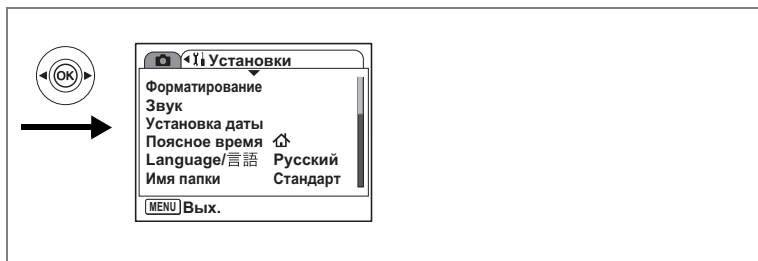 OK
Установки
Форматирование
Звук
Установка даты
Поясное время
Language/言語 Русский
Имя папки Стандарт
MENU Вых.